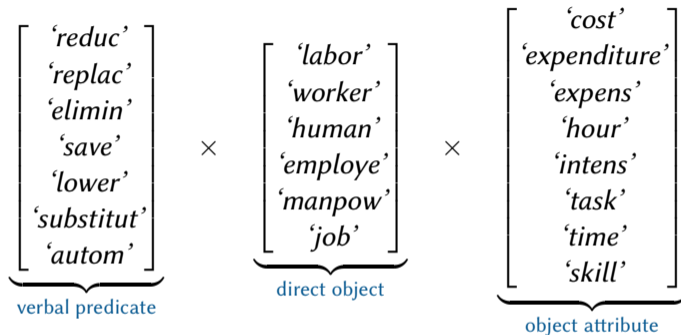 ‘reduc’
‘replac’
‘elimin’
‘save’
‘lower’
‘substitut’
‘autom’
verbal predicate
×
‘labor’
‘worker’
‘human’
‘employe’
‘manpow’
‘job’
direct object
×
‘cost’
‘expenditure’
‘expens’
‘hour’
‘intens’
‘task’
‘time’
‘skill’
object attribute